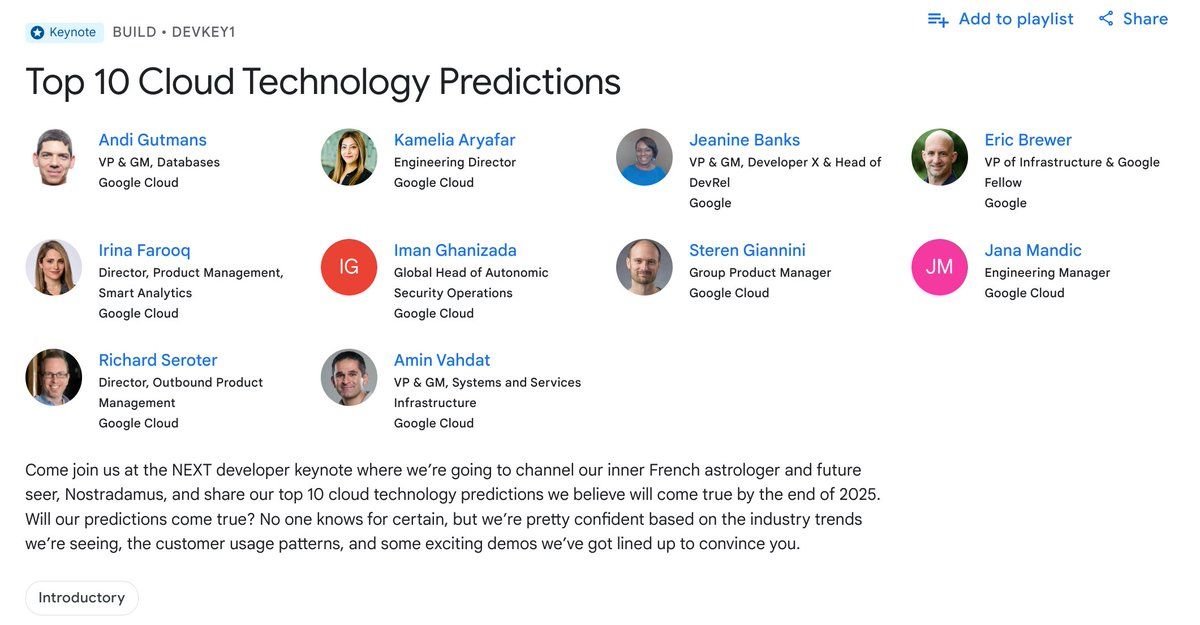 Keynote BUILD • DEVKEY1
Add to playlist Share
Top 10 Cloud Technology Predictions
Andi Gutmans
VP & GM, Databases
Google Cloud
Kamelia Aryafar
Engineering Director
Google Cloud
Jeanine Banks
VP & GM, Developer X & Head of
DevRel
Google
Eric Brewer
VP of Infrastructure & Google
Fellow
Google
Irina Farooq
Director, Product Management,
Smart Analytics
Google Cloud
IG
Iman Ghanizada
Global Head of Autonomic
Security Operations
Google Cloud
Steren Giannini
Group Product Manager
Google Cloud
JM
Jana Mandic
Engineering Manager
Google Cloud
Richard Seroter
Director, Outbound Product
Management
Google Cloud
Amin Vahdat
VP & GM, Systems and Services
Infrastructure
Google Cloud
Come join us at the NEXT developer keynote where we’re going to channel our inner French astrologer and future
seer, Nostradamus, and share our top 10 cloud technology predictions we believe will come true by the end of 2025.
Will our predictions come true? No one knows for certain, but we’re pretty confident based on the industry trends
we’re seeing, the customer usage patterns, and some exciting demos we’ve got lined up to convince you.
Introductory